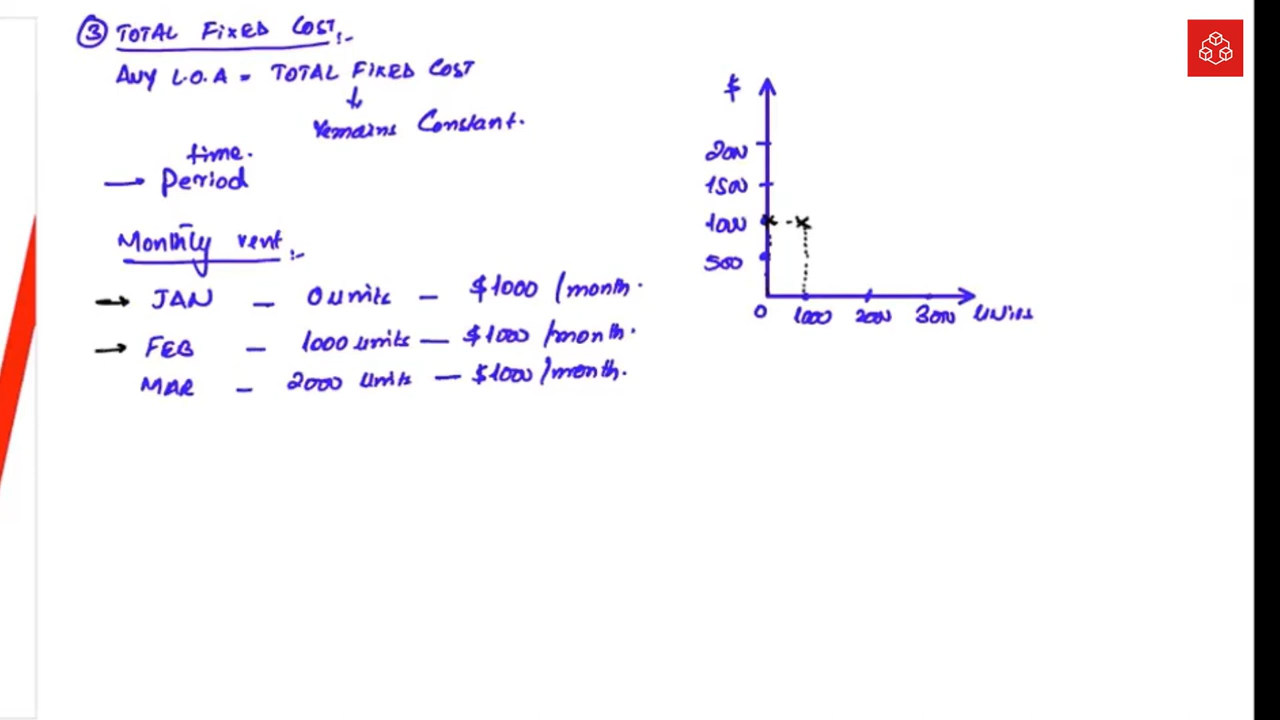 ③ TOTAL FIXED COST:-
ANY L.O.A = TOTAL FIXED COST
remains Constant.
time.
→ Period
Monthly rent:-
→ JAN - 0 units - $1000 /month.
→ FEB - 1000 units - $1000 /month.
MAR - 2000 units - $1000 /month.
$
2000
1500
1000
500
0 1000 2000 3000 Units